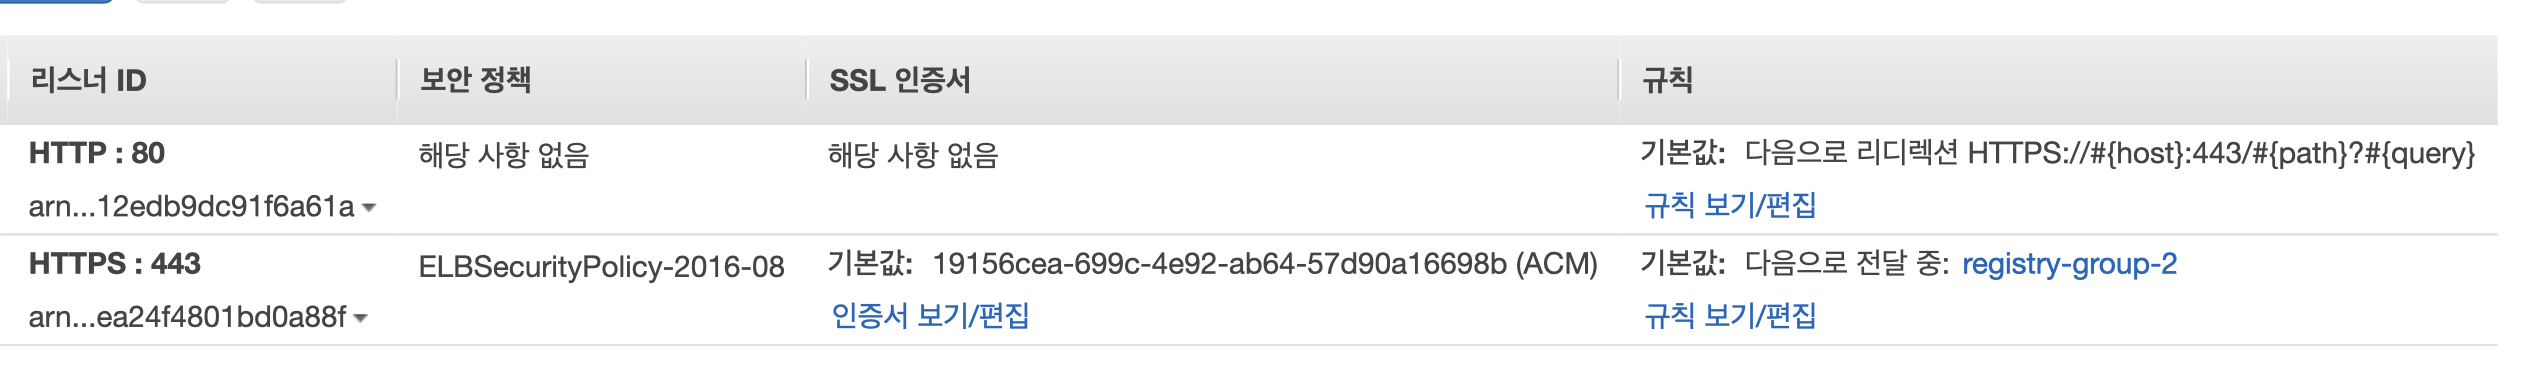 리스너 ID 보안 정책 SSL 인증서 규칙
HTTP : 80 해당 사항 없음 해당 사항 없음 기본값: 다음으로 리디렉션 HTTPS://#{host}:443/#{path}?#{query}
arn...12edb9dc91f6a61a 규칙 보기/편집
HTTPS : 443 ELBSecurityPolicy-2016-08 기본값: 19156cea-699c-4e92-ab64-57d90a16698b (ACM) 기본값: 다음으로 전달 중: registry-group-2
arn...ea24f4801bd0a88f 인증서 보기/편집 규칙 보기/편집